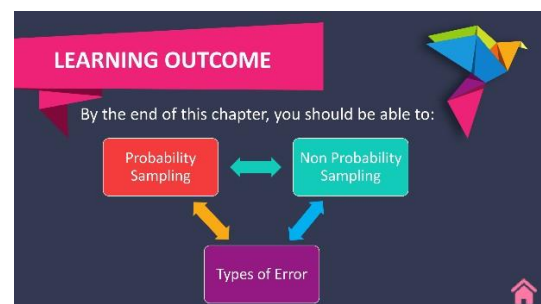 LEARNING OUTCOME
By the end of this chapter, you should be able to:
Probability
Sampling
Non Probability
Sampling
Types of Error